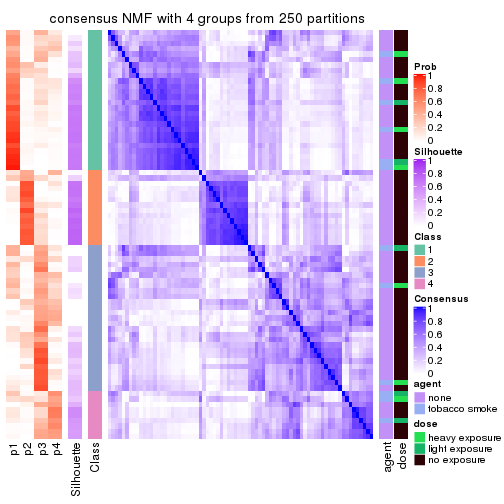 consensus NMF with 4 groups from 250 partitions
Prob
1
0.8
0.6
0.4
0.2
0
Silhouette
1
0.8
0.6
0.4
0.2
0
Class
1
2
3
4
Consensus
1
0.8
0.6
0.4
0.2
0
agent
none
tobacco smoke
dose
heavy exposure
light exposure
no exposure
p1
p2
p3
p4
Silhouette
Class
agent
dose